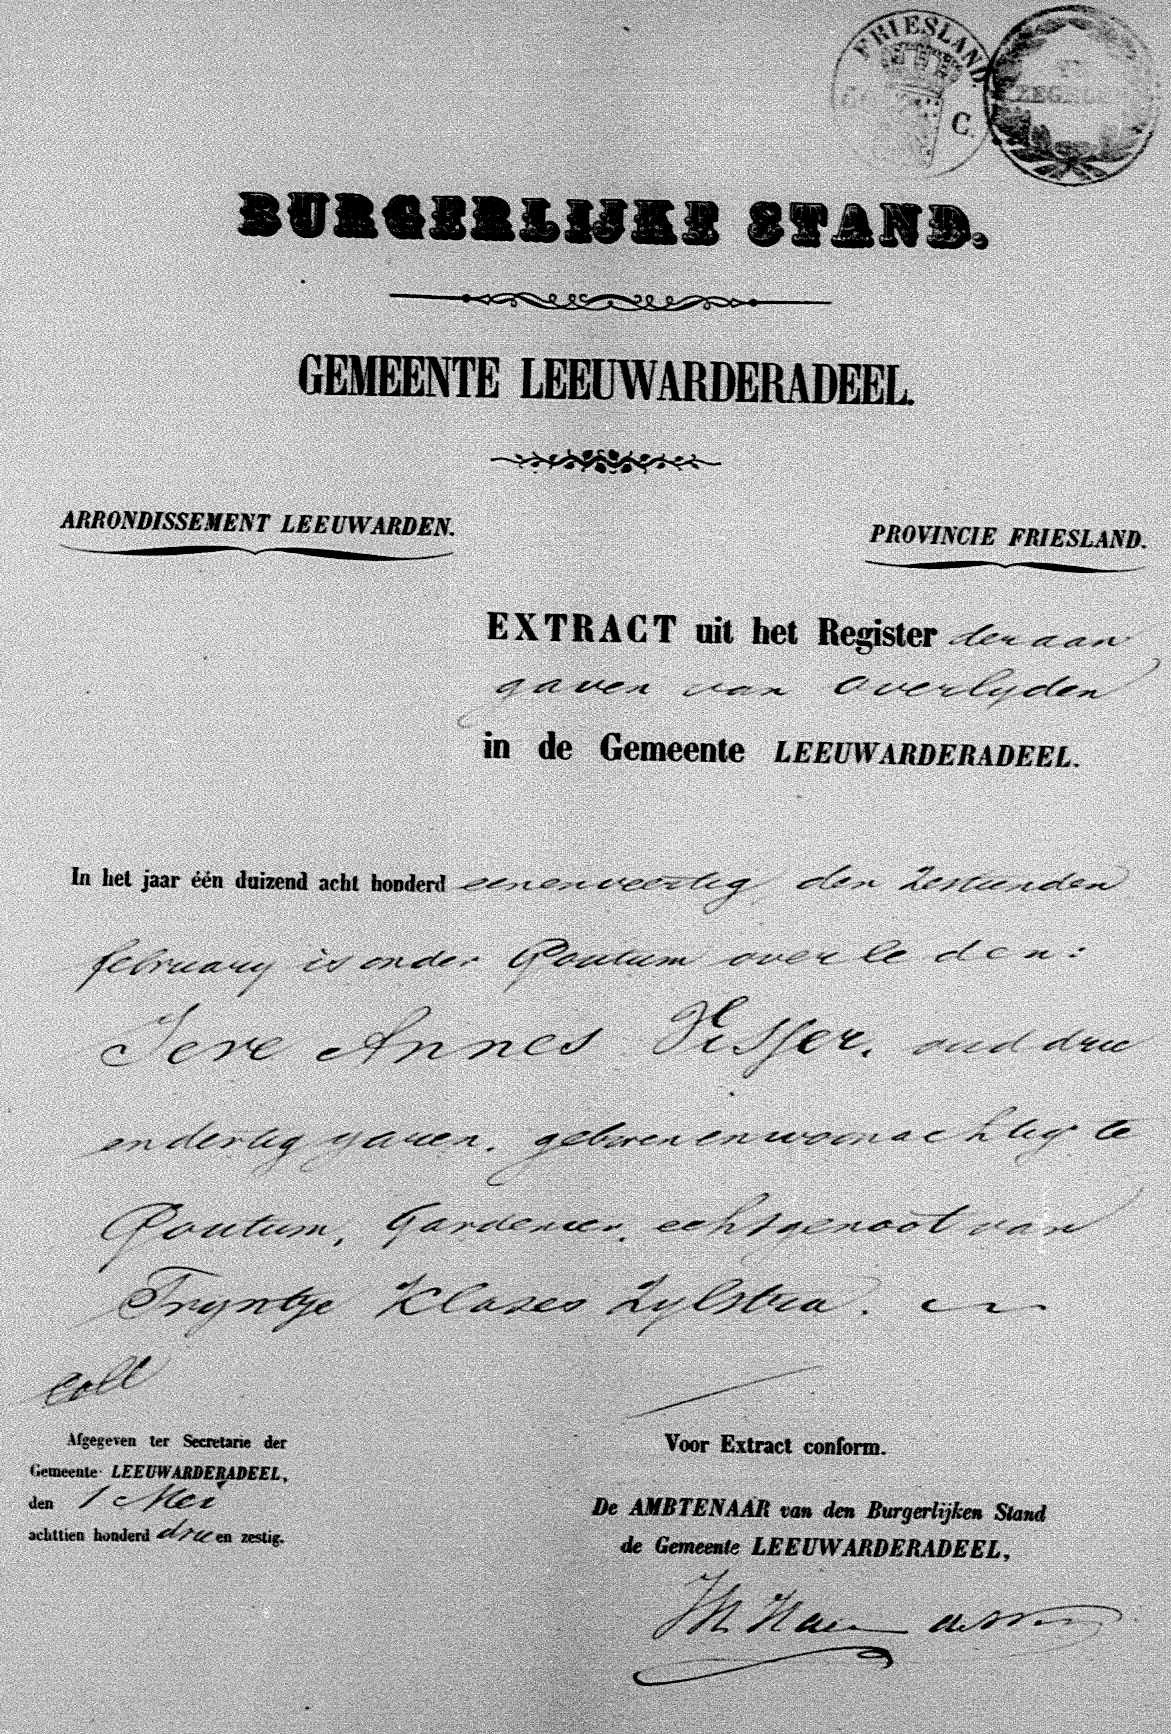 FRIESLAND.
C.
ZEGELEN
BURGERLIJKE STAND.
GEMEENTE LEEUWARDERADEEL.
ARRONDISSEMENT LEEUWARDEN.
PROVINCIE FRIESLAND.
EXTRACT uit het Register der aan
gaven van overlyden
in de Gemeente LEEUWARDERADEEL.
In het jaar één duizend acht honderd eenenveertig den zestienden
february is onder Goutum overleden:
Jere Annes Visser, oud drie
en dertig jaren, geboren en woonachtig te
Goutum, Gardenier, echtgenoot van
Tryntje Klases Zylstra.
Coll
Afgegeven ter Secretarie der
Gemeente LEEUWARDERADEEL,
den 1 Mei
achttien honderd drie en zestig.
Voor Extract conform.
De AMBTENAAR van den Burgerlijken Stand
de Gemeente LEEUWARDERADEEL,